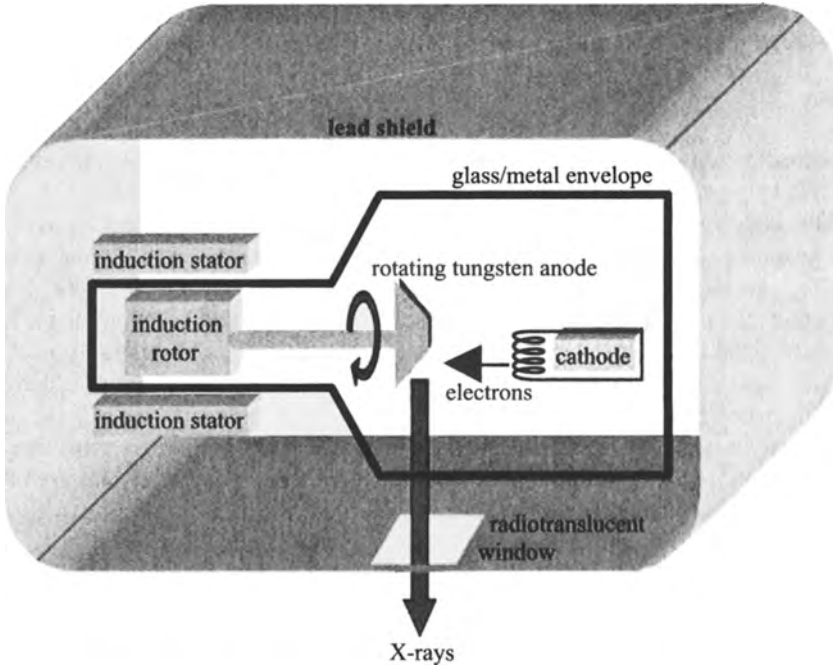 lead shield
glass/metal envelope
induction stator
rotating tungsten anode
induction
rotor
cathode
electrons
induction stator
radiotranslucent
window
X-rays